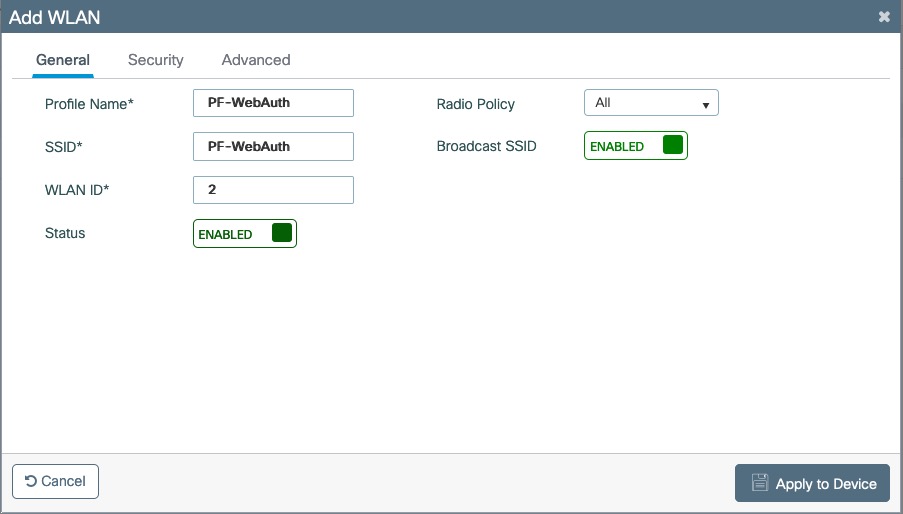 Add WLAN
General Security Advanced
Profile Name* PF-WebAuth Radio Policy All
SSID* PF-WebAuth Broadcast SSID ENABLED
WLAN ID* 2
Status ENABLED
Cancel Apply to Device